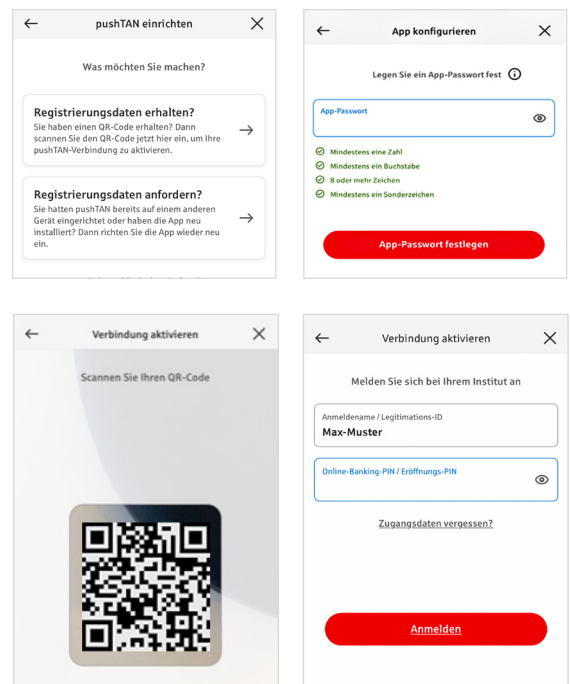 pushTAN einrichten
Was möchten Sie machen?
Registrierungsdaten erhalten?
Sie haben einen QR-Code erhalten? Dann
scannen Sie den QR-Code jetzt hier ein, um Ihre
pushTAN-Verbindung zu aktivieren.
Registrierungsdaten anfordern?
Sie hatten pushTAN bereits auf einem anderen
Gerät eingerichtet oder haben die App neu
installiert? Dann richten Sie die App wieder neu
ein.
App konfigurieren
Legen Sie ein App-Passwort fest
App-Passwort
Mindestens eine Zahl
Mindestens ein Buchstabe
8 oder mehr Zeichen
Mindestens ein Sonderzeichen
App-Passwort festlegen
Verbindung aktivieren
Scannen Sie Ihren QR-Code
Verbindung aktivieren
Melden Sie sich bei Ihrem Institut an
Anmeldename / Legitimations-ID
Max-Muster
Online-Banking-PIN / Eröffnungs-PIN
Zugangsdaten vergessen?
Anmelden